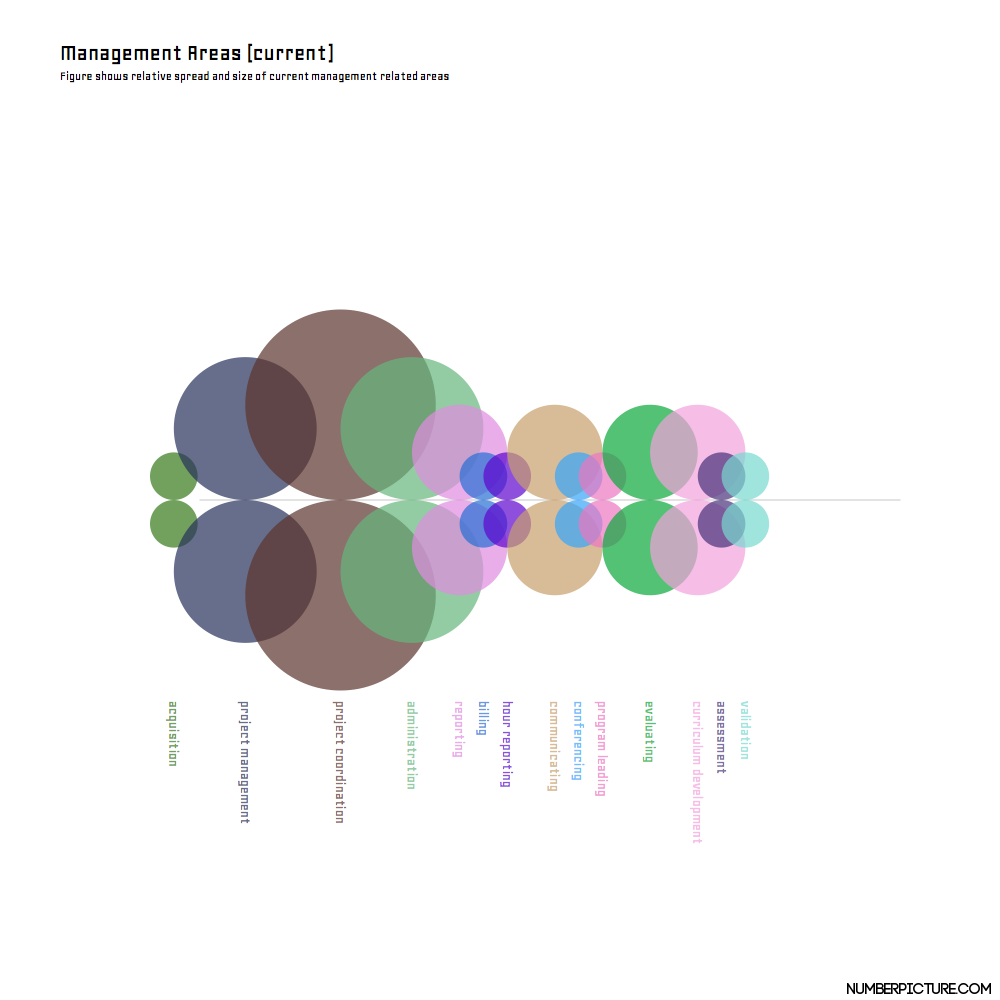 Management Areas [current]
Figure shows relative spread and size of current management related areas
acquisition
project management
project coordination
administration
reporting
billing
hour reporting
communicating
conferencing
program leading
evaluating
curriculum development
assessment
validation
NUMBERPICTURE.COM